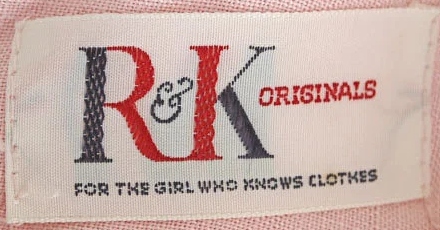 R&K ORIGINALS
FOR THE GIRL WHO KNOWS CLOTHES